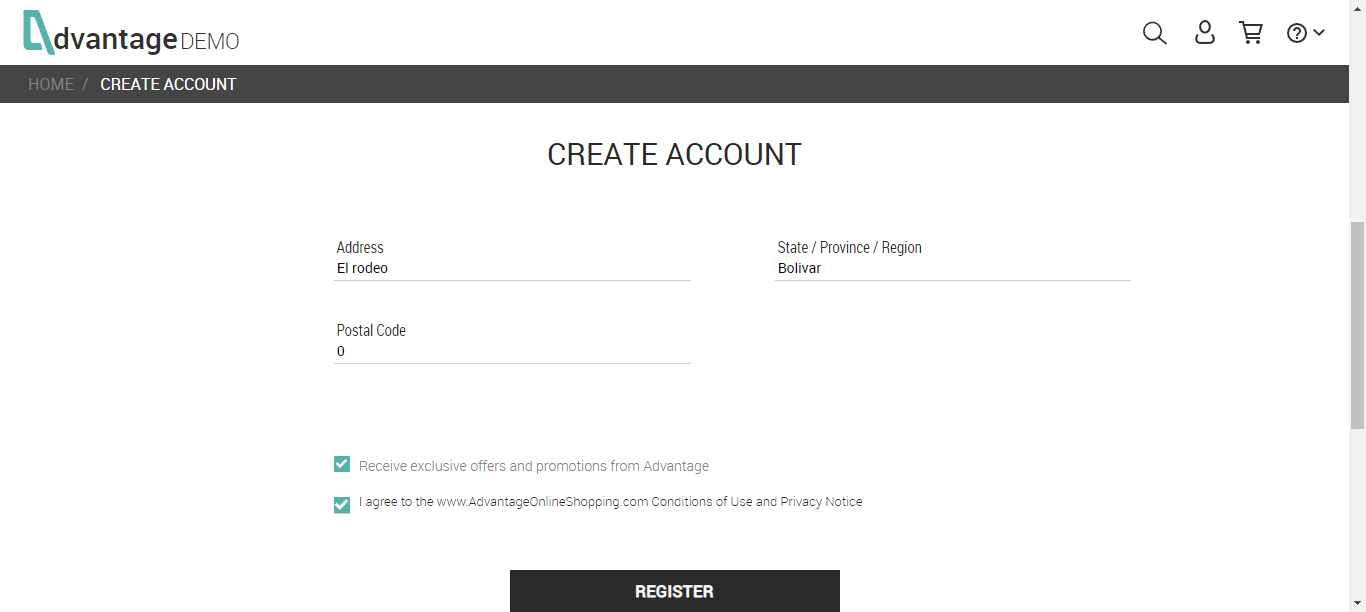 dvantage DEMO
HOME / CREATE ACCOUNT
CREATE ACCOUNT
Address
El rodeo
State / Province / Region
Bolivar
Postal Code
0
Receive exclusive offers and promotions from Advantage
I agree to the www.AdvantageOnlineShopping.com Conditions of Use and Privacy Notice
REGISTER